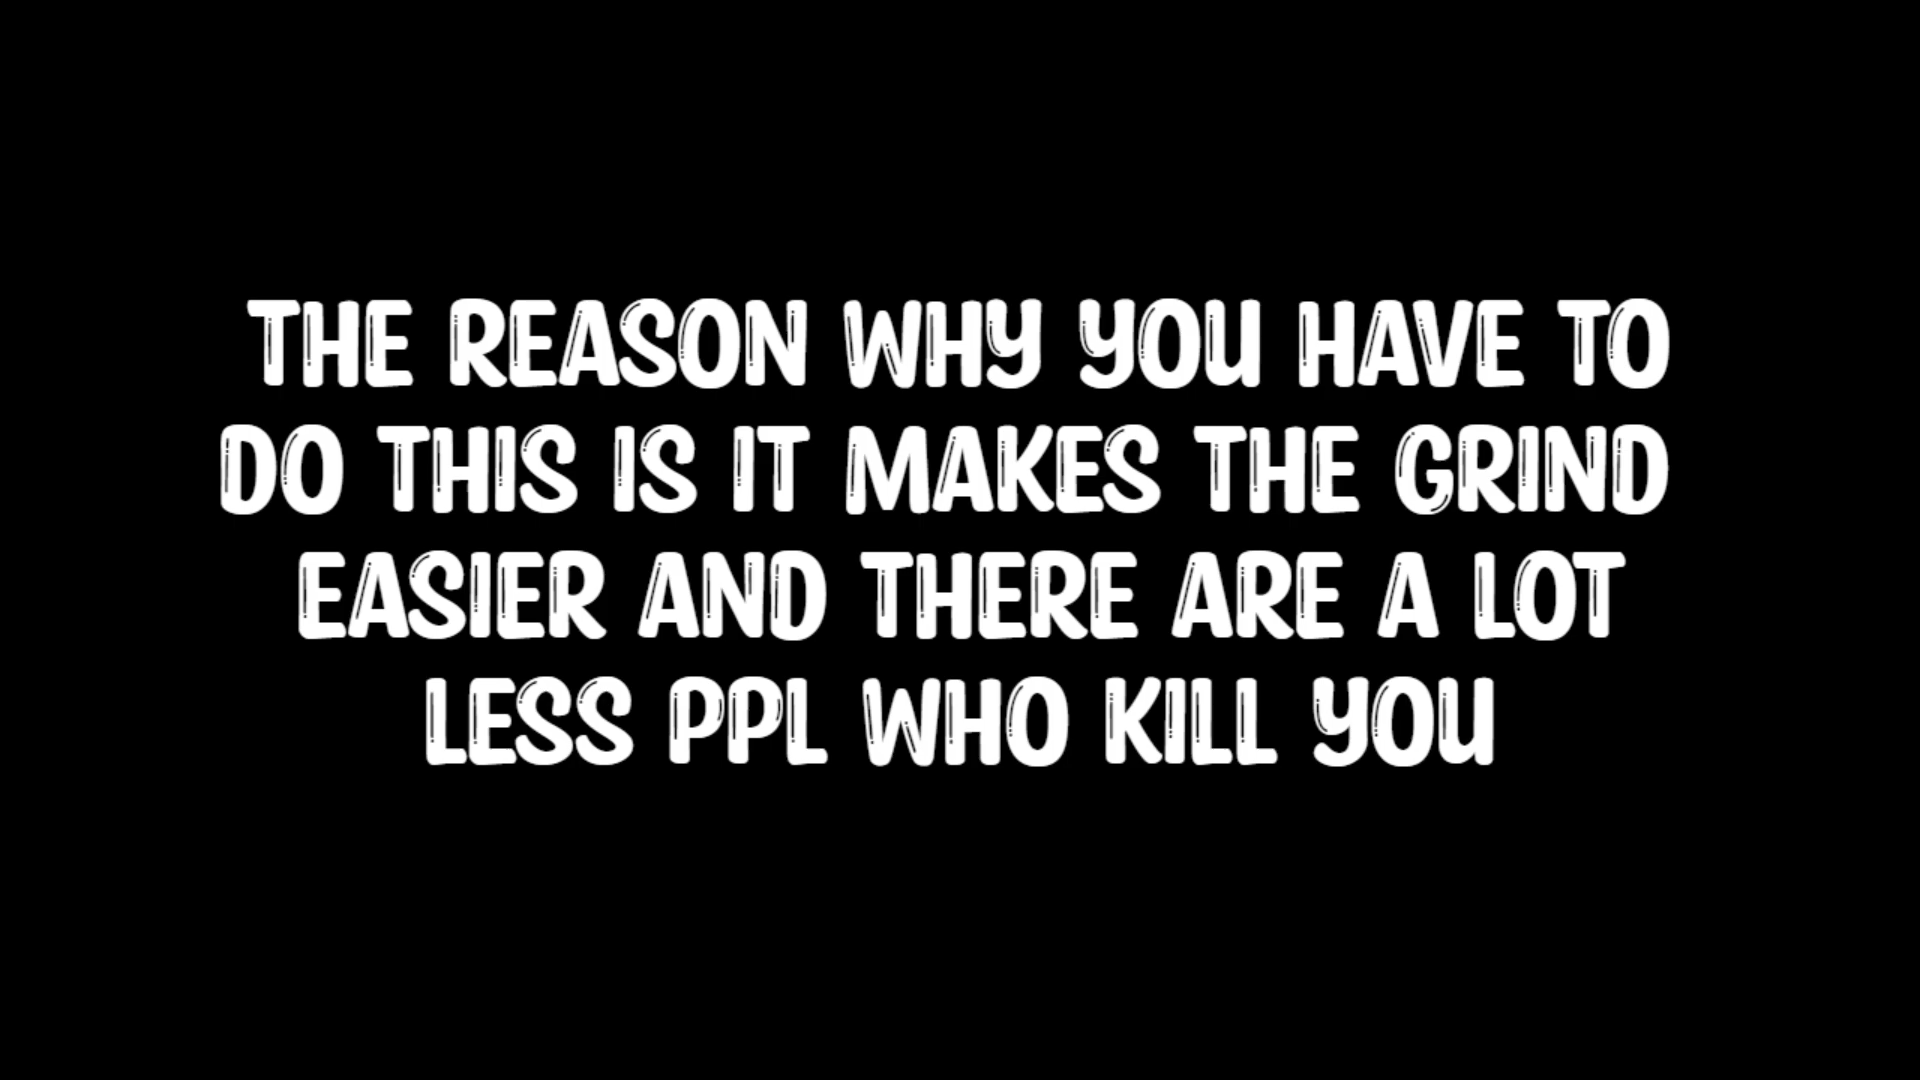 THE REASON WHY YOU HAVE TO
DO THIS IS IT MAKES THE GRIND
EASIER AND THERE ARE A LOT
LESS PPL WHO KILL YOU